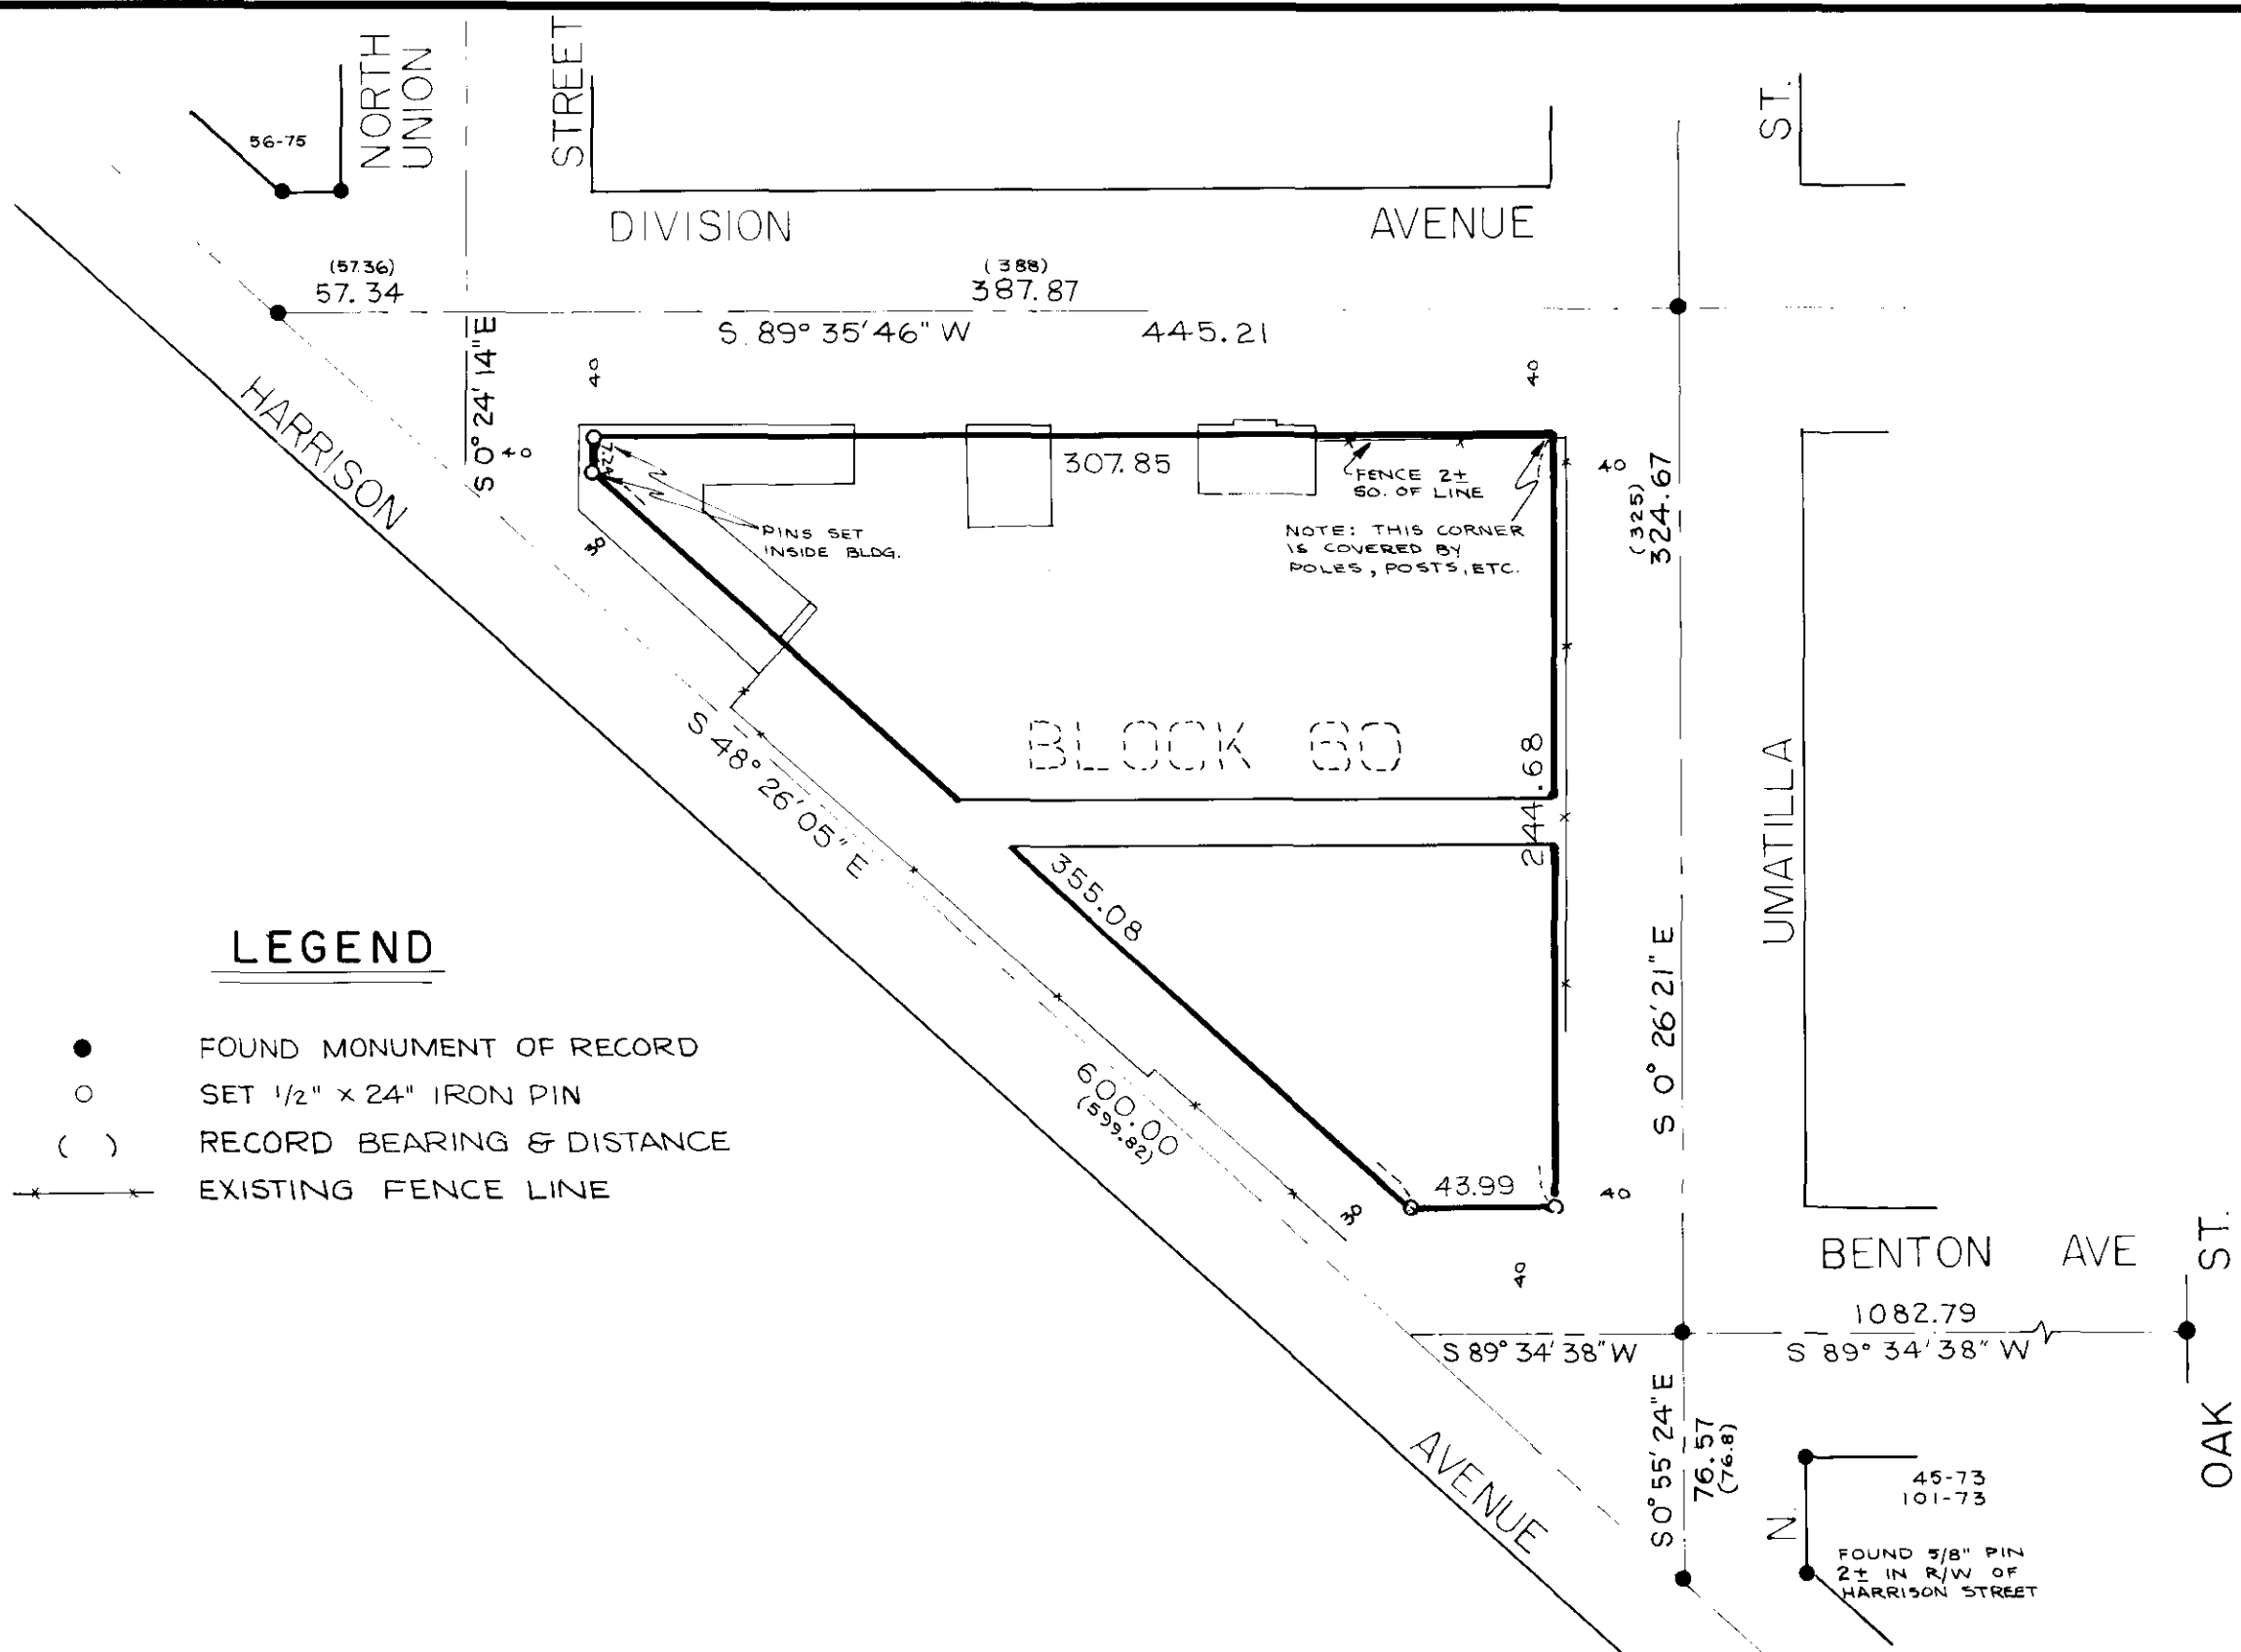 NORTH
UNION
STREET
ST.
56-75
DIVISION AVENUE
(57.36)
57.34
(388)
387.87
S 89° 35' 46" W 445.21
S 0° 24' 14" E
40
40
40
40
HARRISON
307.85
FENCE 2±
SO. OF LINE
PINS SET
INSIDE BLDG.
NOTE: THIS CORNER
IS COVERED BY
POLES, POSTS, ETC.
(325)
324.67
30
BLOCK 60
S 48° 26' 05" E
244.68
UMATILLA
355.08
LEGEND
FOUND MONUMENT OF RECORD
SET 1/2" x 24" IRON PIN
( ) RECORD BEARING & DISTANCE
EXISTING FENCE LINE
S 0° 26' 21" E
600.00
(599.82)
43.99
40
30
40
BENTON AVE
ST.
1082.79
S 89° 34' 38" W
S 89° 34' 38" W
S 0° 55' 24" E
76.57
(76.8)
AVENUE
OAK
45-73
101-73
N.
FOUND 5/8" PIN
2± IN R/W OF
HARRISON STREET